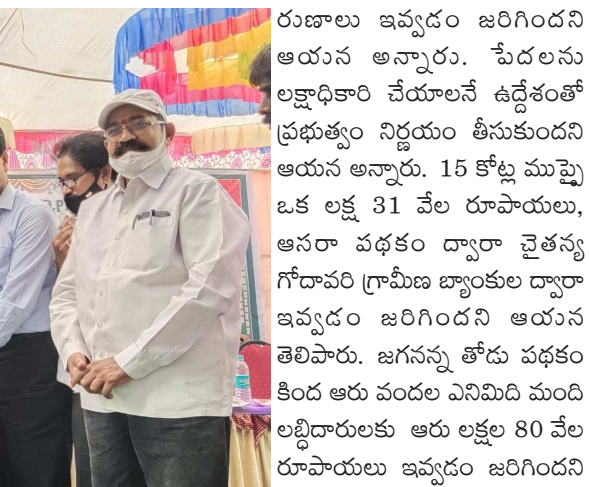 రుణాలు ఇవ్వడం జరిగిందని
ఆయన అన్నారు. పేదలను
లక్షాధికారి చేయాలనే ఉద్దేశంతో
ప్రభుత్వం నిర్ణయం తీసుకుందని
ఆయన అన్నారు. 15 కోట్ల ముప్పై
ఒక లక్ష 31 వేల రూపాయలు,
ఆసరా పథకం ద్వారా చైతన్య
గోదావరి గ్రామీణ బ్యాంకుల ద్వారా
ఇవ్వడం జరిగిందని ఆయన
తెలిపారు. జగనన్న తోడు పథకం
కింద ఆరు వందల ఎనిమిది మంది
లబ్ధిదారులకు ఆరు లక్షల 80 వేల
రూపాయలు ఇవ్వడం జరిగిందని